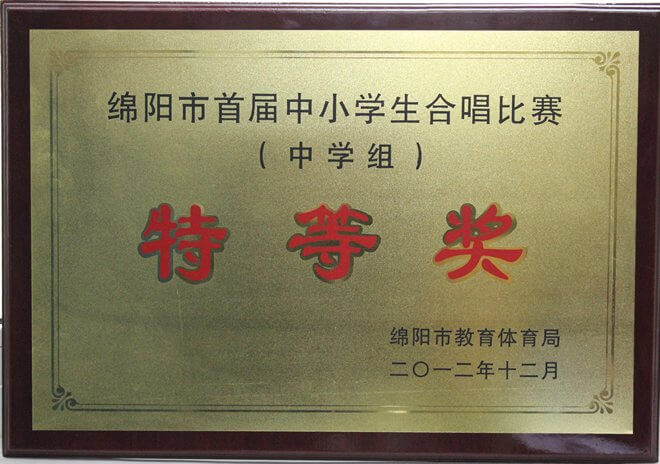 绵阳市首届中小学生合唱比赛
（中学组）
特等奖
绵阳市教育体育局
二〇一二年十二月